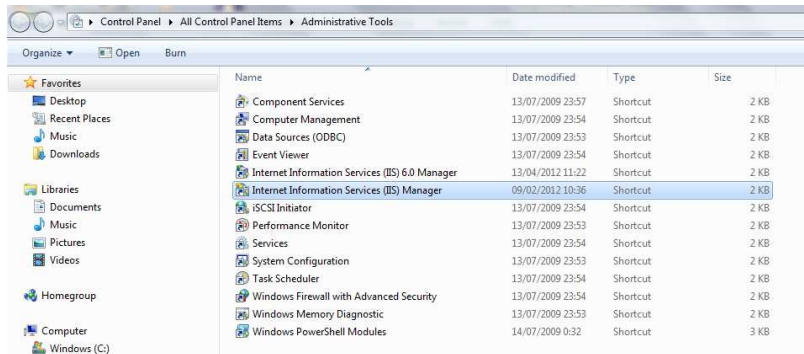 Control Panel ▸ All Control Panel Items ▸ Administrative Tools
Organize ▾ Open Burn
Favorites
Desktop
Recent Places
Music
Downloads
Libraries
Documents
Music
Pictures
Videos
Homegroup
Computer
Windows (C:)
Name Date modified Type Size
Component Services 13/07/2009 23:57 Shortcut 2 KB
Computer Management 13/07/2009 23:54 Shortcut 2 KB
Data Sources (ODBC) 13/07/2009 23:53 Shortcut 2 KB
Event Viewer 13/07/2009 23:54 Shortcut 2 KB
Internet Information Services (IIS) 6.0 Manager 13/04/2012 11:22 Shortcut 2 KB
Internet Information Services (IIS) Manager 09/02/2012 10:36 Shortcut 2 KB
iSCSI Initiator 13/07/2009 23:54 Shortcut 2 KB
Performance Monitor 13/07/2009 23:53 Shortcut 2 KB
Services 13/07/2009 23:54 Shortcut 2 KB
System Configuration 13/07/2009 23:53 Shortcut 2 KB
Task Scheduler 13/07/2009 23:54 Shortcut 2 KB
Windows Firewall with Advanced Security 13/07/2009 23:54 Shortcut 2 KB
Windows Memory Diagnostic 13/07/2009 23:53 Shortcut 2 KB
Windows PowerShell Modules 14/07/2009 0:32 Shortcut 3 KB